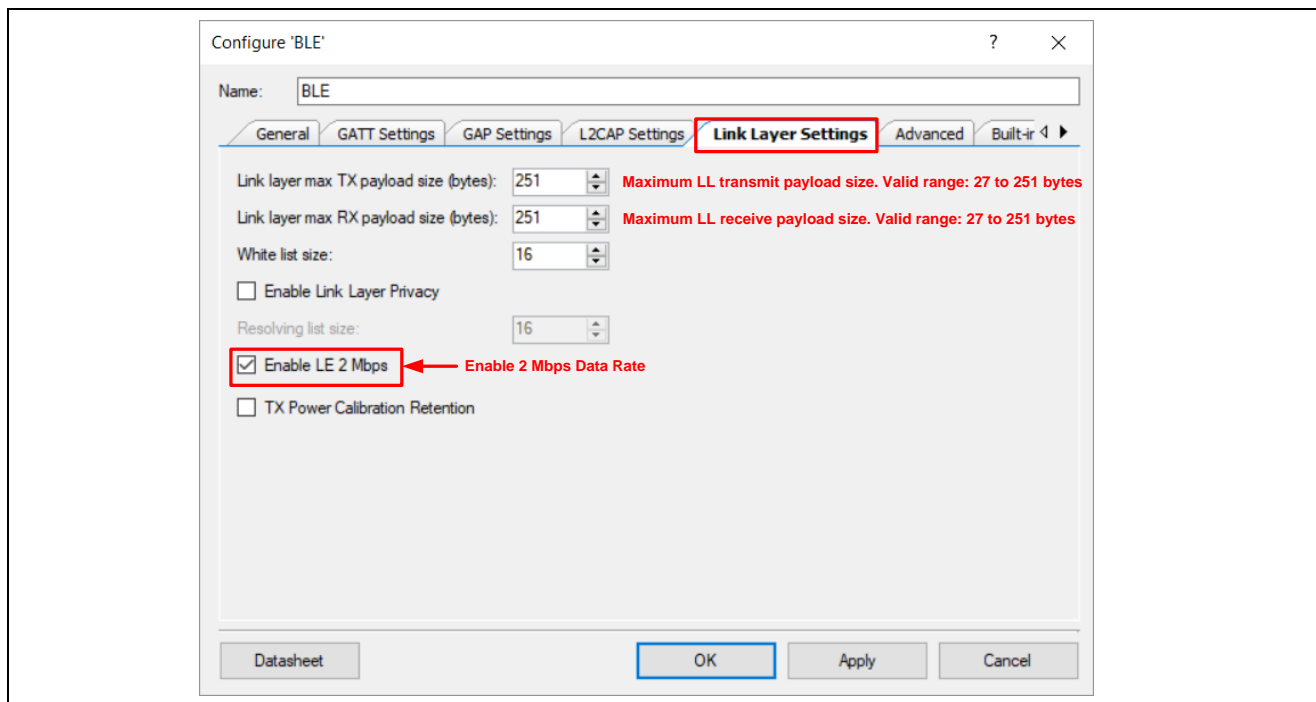 Configure 'BLE' ?
Name: BLE
General GATT Settings GAP Settings L2CAP Settings Link Layer Settings Advanced
Link layer max TX payload size (bytes): 251 Maximum LL transmit payload size. Valid range: 27 to 251 bytes
Link layer max RX payload size (bytes): 251 Maximum LL receive payload size. Valid range: 27 to 251 bytes
White list size: 16
Enable Link Layer Privacy
Resolving list size: 16
Enable LE 2 Mbps Enable 2 Mbps Data Rate
TX Power Calibration Retention
Datasheet OK Apply Cancel